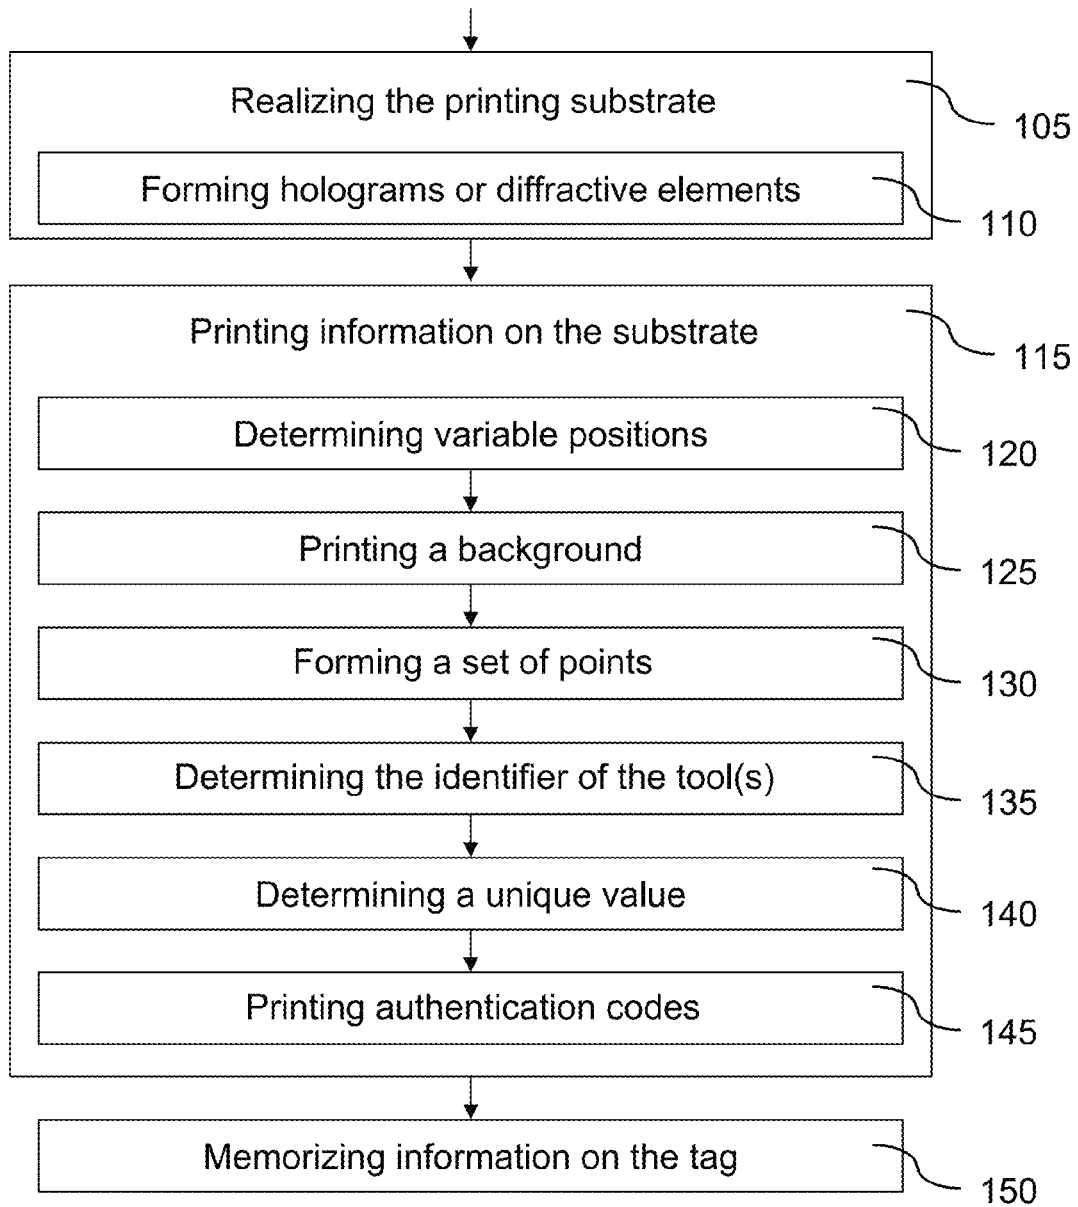 Realizing the printing substrate
105
Forming holograms or diffractive elements
110
Printing information on the substrate
115
Determining variable positions
120
Printing a background
125
Forming a set of points
130
Determining the identifier of the tool(s)
135
Determining a unique value
140
Printing authentication codes
145
Memorizing information on the tag
150